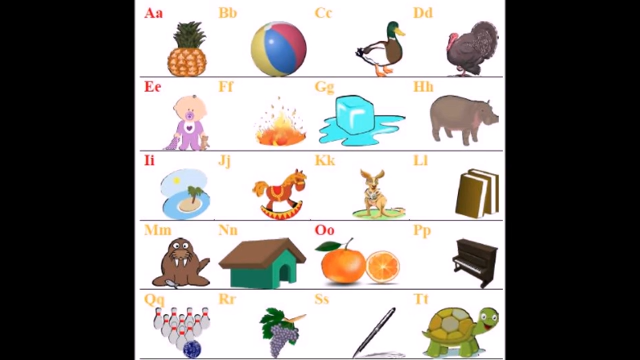 Aa Bb Cc Dd
Ee Ff Gg Hh
Ii Jj Kk Ll
Mm Nn Oo Pp
Qq Rr Ss Tt